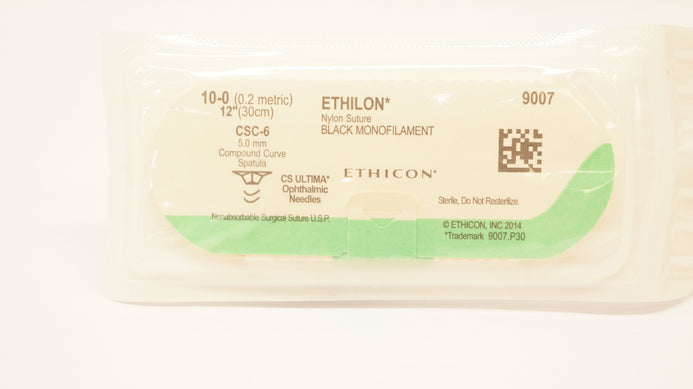 10-0 (0.2 metric)
12"(30cm)
CSC-6
5.0 mm
Compound Curve
Spatula
CS ULTIMA*
Ophthalmic
Needles
Nonabsorbable Surgical Suture U.S.P.
ETHILON*
Nylon Suture
BLACK MONOFILAMENT
ETHICON*
9007
Sterile, Do Not Resterilize.
© ETHICON, INC 2014
*Trademark 9007.P30